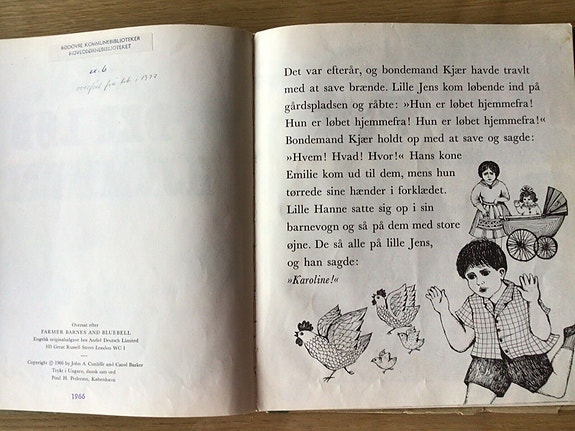 RØDOVRE KOMMUNEBIBLIOTEKER
HOVEDBØRNEBIBLIOTEKET
Oversat efter
FARMER BARNES AND BLUEBELL
Engelsk originaludgave hos André Deutsch Limited
105 Great Russell Street London WC 1
Copyright © 1966 by John A. Cunliffe and Carol Barker
Trykt i Ungarn, dansk sats ved
Poul H. Pedersen, København
1966
Det var efterår, og bondemand Kjær havde travlt
med at save brænde. Lille Jens kom løbende ind på
gårdspladsen og råbte: »Hun er løbet hjemmefra!
Hun er løbet hjemmefra! Hun er løbet hjemmefra!«
Bondemand Kjær holdt op med at save og sagde:
»Hvem! Hvad! Hvor!« Hans kone
Emilie kom ud til dem, mens hun
tørrede sine hænder i forklædet.
Lille Hanne satte sig op i sin
barnevogn og så på dem med store
øjne. De så alle på lille Jens,
og han sagde:
»Karoline!«